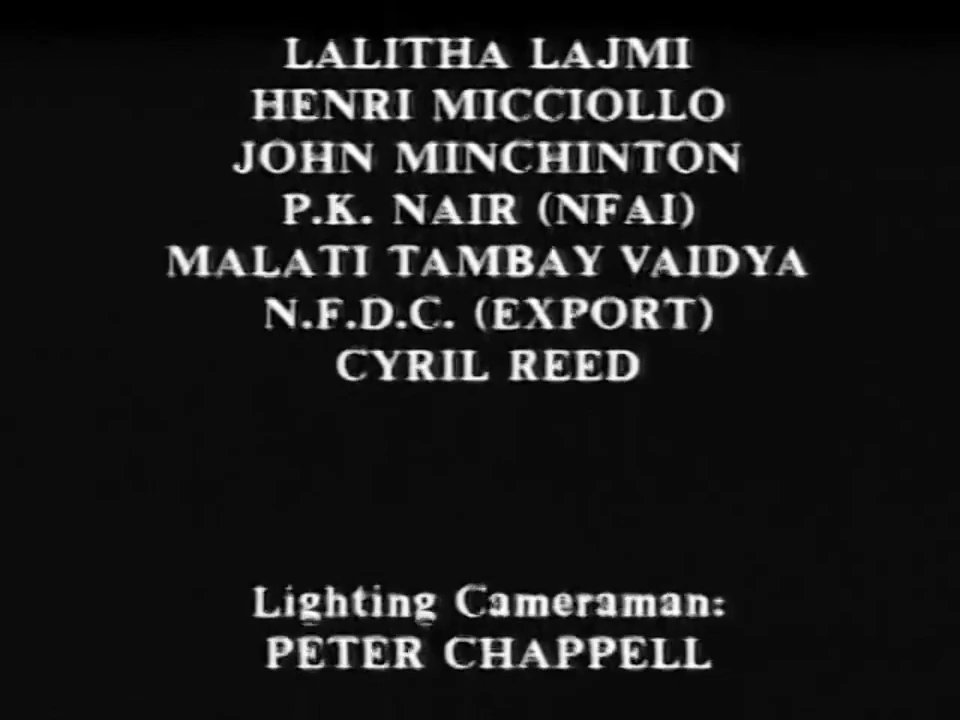 LALITHA LAJMI
HENRI MICCIOLLO
JOHN MINCHINTON
P.K. NAIR (NFAI)
MALATI TAMBAY VAIDYA
N.F.D.C. (EXPORT)
CYRIL REED
Lighting Cameraman:
PETER CHAPPELL